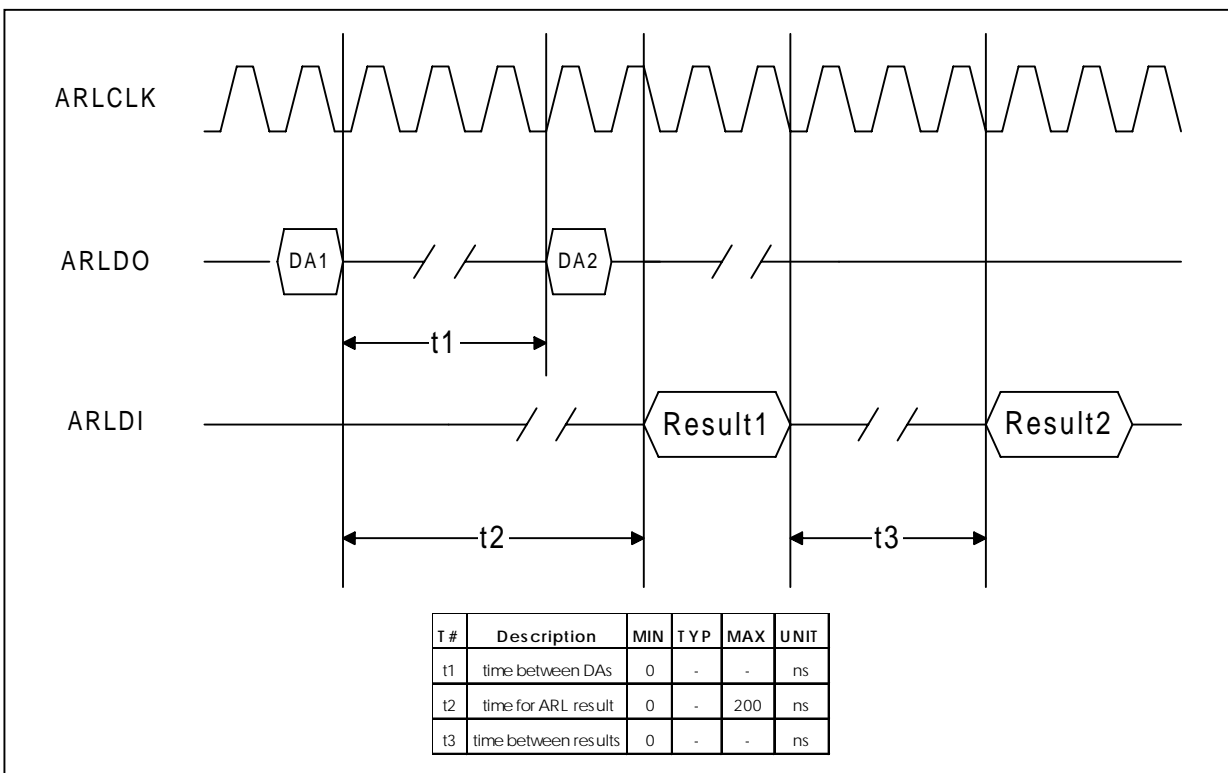 ARLCLK
ARLDO
DA1
DA2
t1
ARLDI
Result1
Result2
t2
t3
T# Description MIN TYP MAX UNIT
t1 time between DAs 0 - - ns
t2 time for ARL result 0 - 200 ns
t3 time between results 0 - - ns